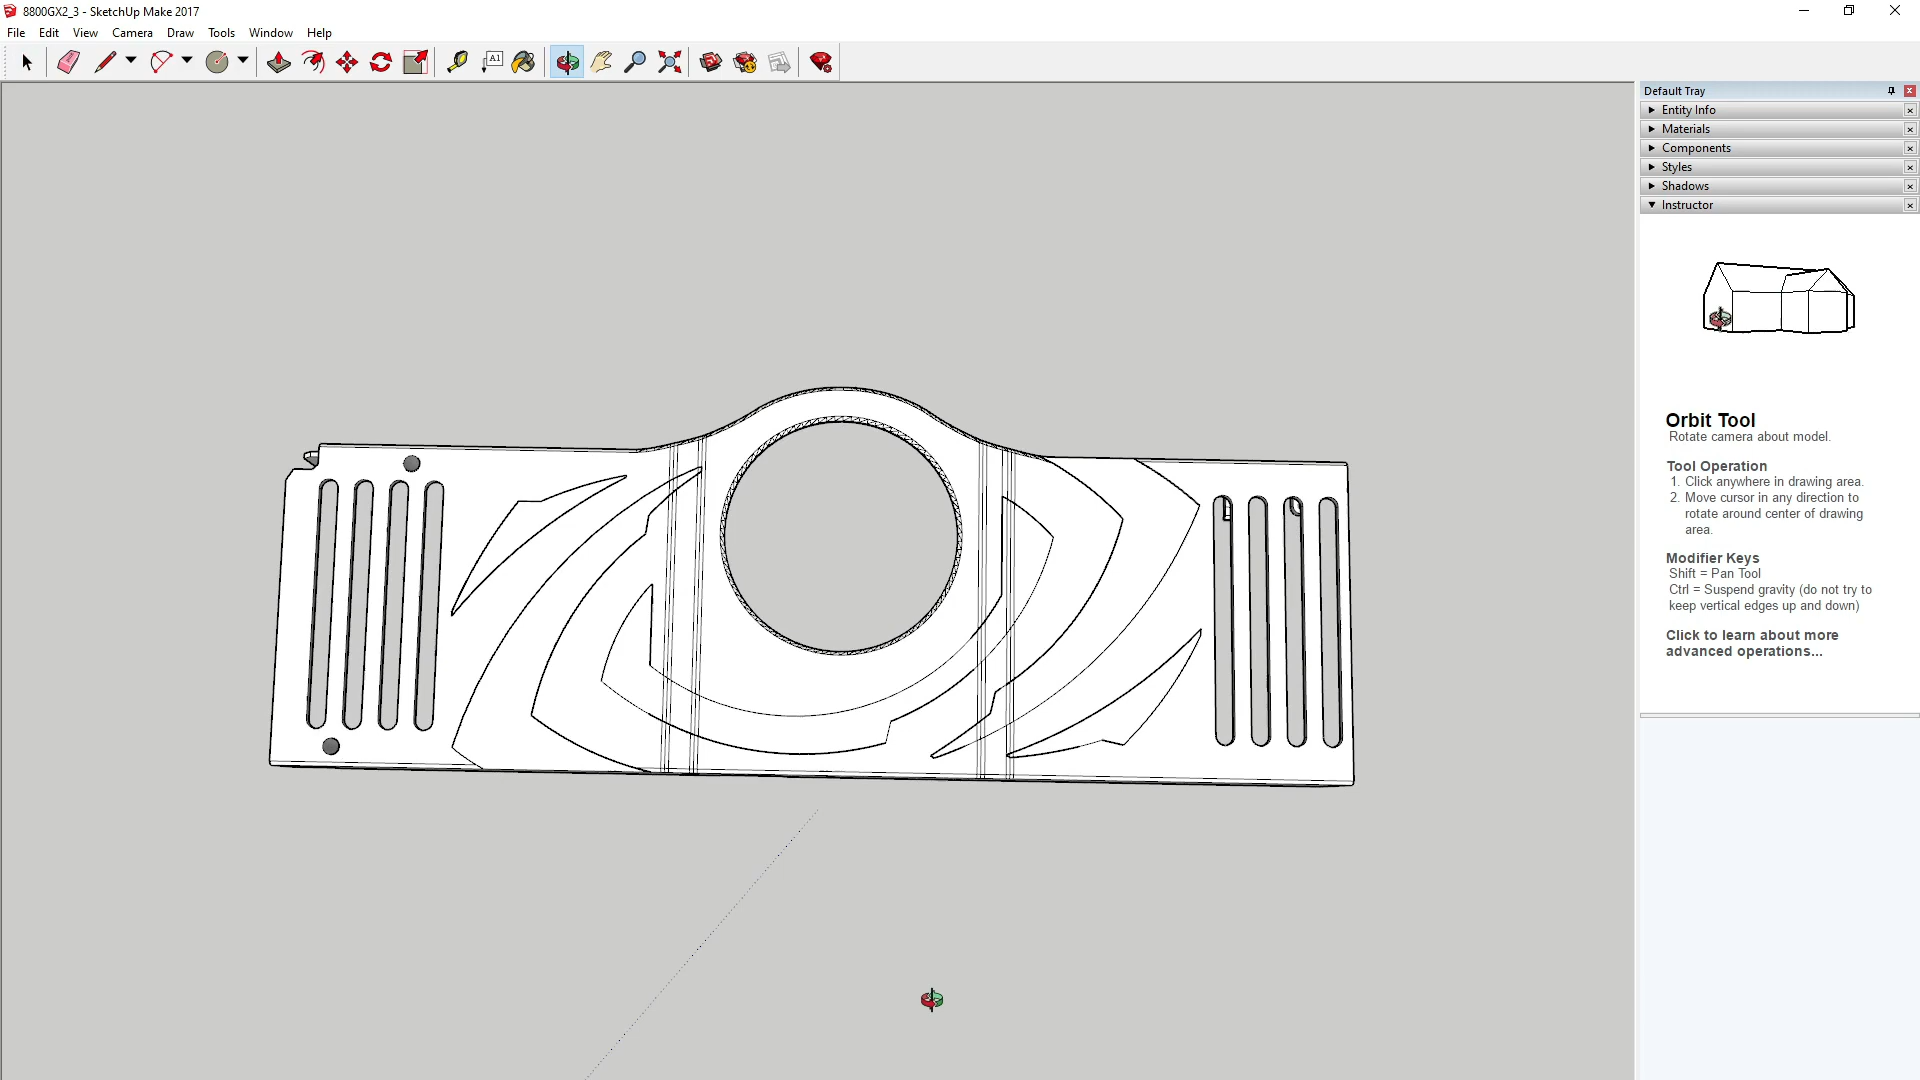 8800GX2_3 - SketchUp Make 2017
File Edit View Camera Draw Tools Window Help
A1
Default Tray
Entity Info
Materials
Components
Styles
Shadows
Instructor
Orbit Tool
Rotate camera about model.
Tool Operation
1. Click anywhere in drawing area.
2. Move cursor in any direction to
rotate around center of drawing
area.
Modifier Keys
Shift = Pan Tool
Ctrl = Suspend gravity (do not try to
keep vertical edges up and down)
Click to learn about more
advanced operations...